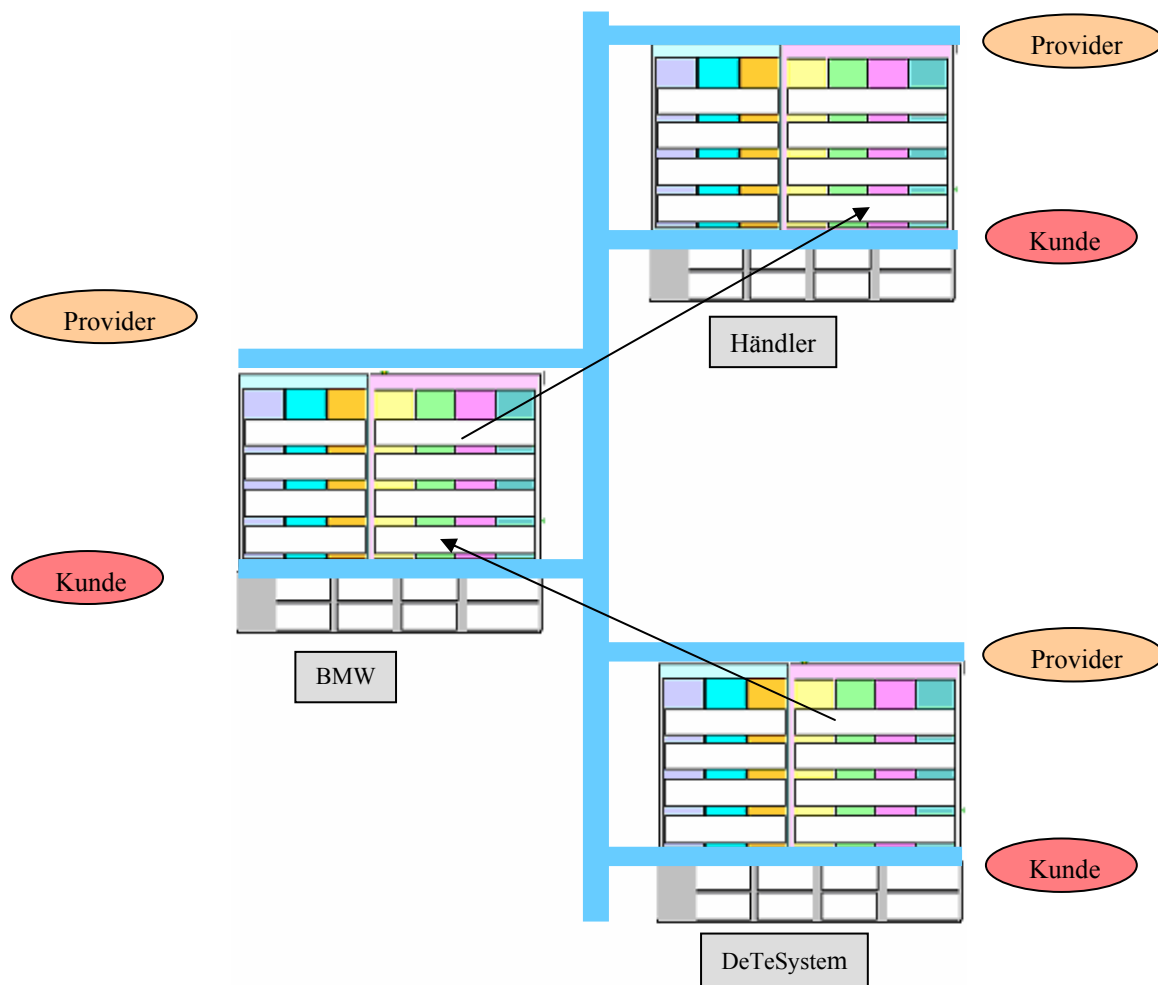 Provider
Kunde
Händler
Provider
Kunde
BMW
Provider
Kunde
DeTeSystem